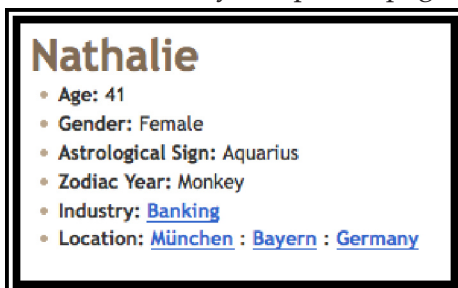 Nathalie
Age: 41
Gender: Female
Astrological Sign: Aquarius
Zodiac Year: Monkey
Industry: Banking
Location: München : Bayern : Germany